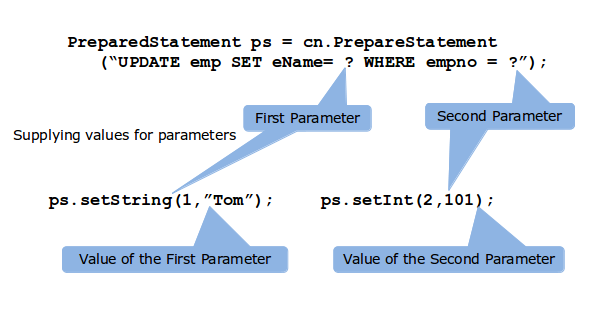 PreparedStatement ps = cn.PrepareStatement
(“UPDATE emp SET eName= ? WHERE empno = ?”);
First Parameter
Second Parameter
Supplying values for parameters
ps.setString(1,”Tom”);
ps.setInt(2,101);
Value of the First Parameter
Value of the Second Parameter